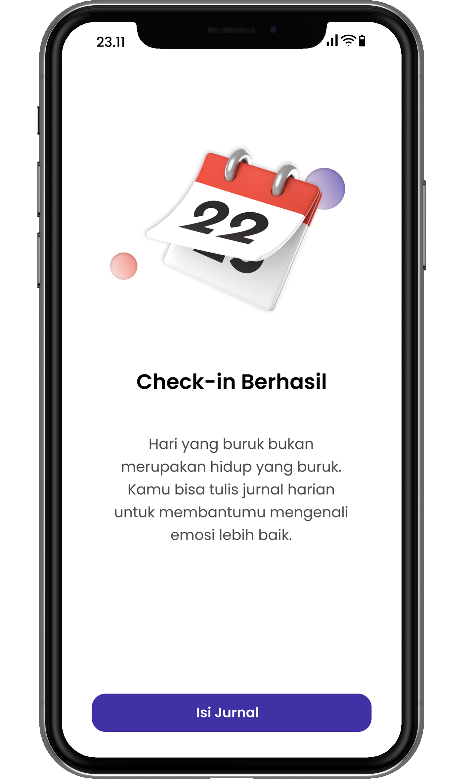 23.11
22
Check-in Berhasil
Hari yang buruk bukan
merupakan hidup yang buruk.
Kamu bisa tulis jurnal harian
untuk membantumu mengenali
emosi lebih baik.
Isi Jurnal